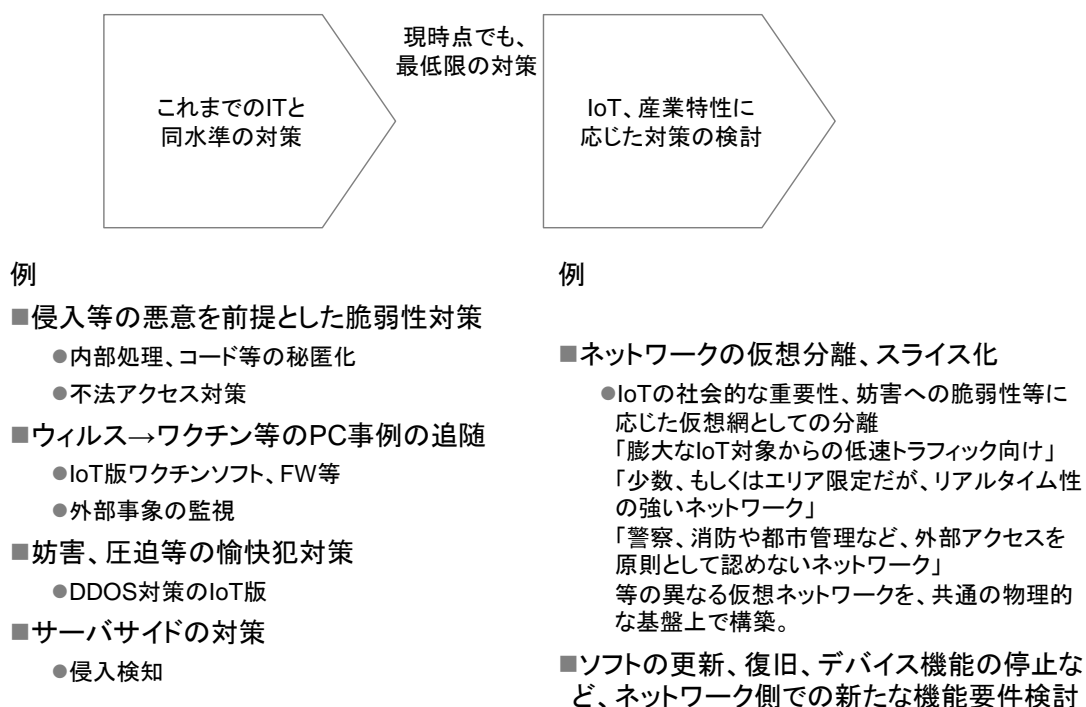 これまでのITと
同水準の対策
現時点でも、
最低限の対策
IoT、産業特性に
応じた対策の検討
例
■侵入等の悪意を前提とした脆弱性対策
●内部処理、コード等の秘匿化
●不法アクセス対策
■ウィルス→ワクチン等のPC事例の追随
●IoT版ワクチンソフト、FW等
●外部事象の監視
■妨害、圧迫等の愉快犯対策
●DDOS対策のIoT版
■サーバサイドの対策
●侵入検知
例
■ネットワークの仮想分離、スライス化
●IoTの社会的な重要性、妨害への脆弱性等に
応じた仮想網としての分離
「膨大なIoT対象からの低速トラフィック向け」
「少数、もしくはエリア限定だが、リアルタイム性
の強いネットワーク」
「警察、消防や都市管理など、外部アクセスを
原則として認めないネットワーク」
等の異なる仮想ネットワークを、共通の物理的
な基盤上で構築。
■ソフトの更新、復旧、デバイス機能の停止な
ど、ネットワーク側での新たな機能要件検討